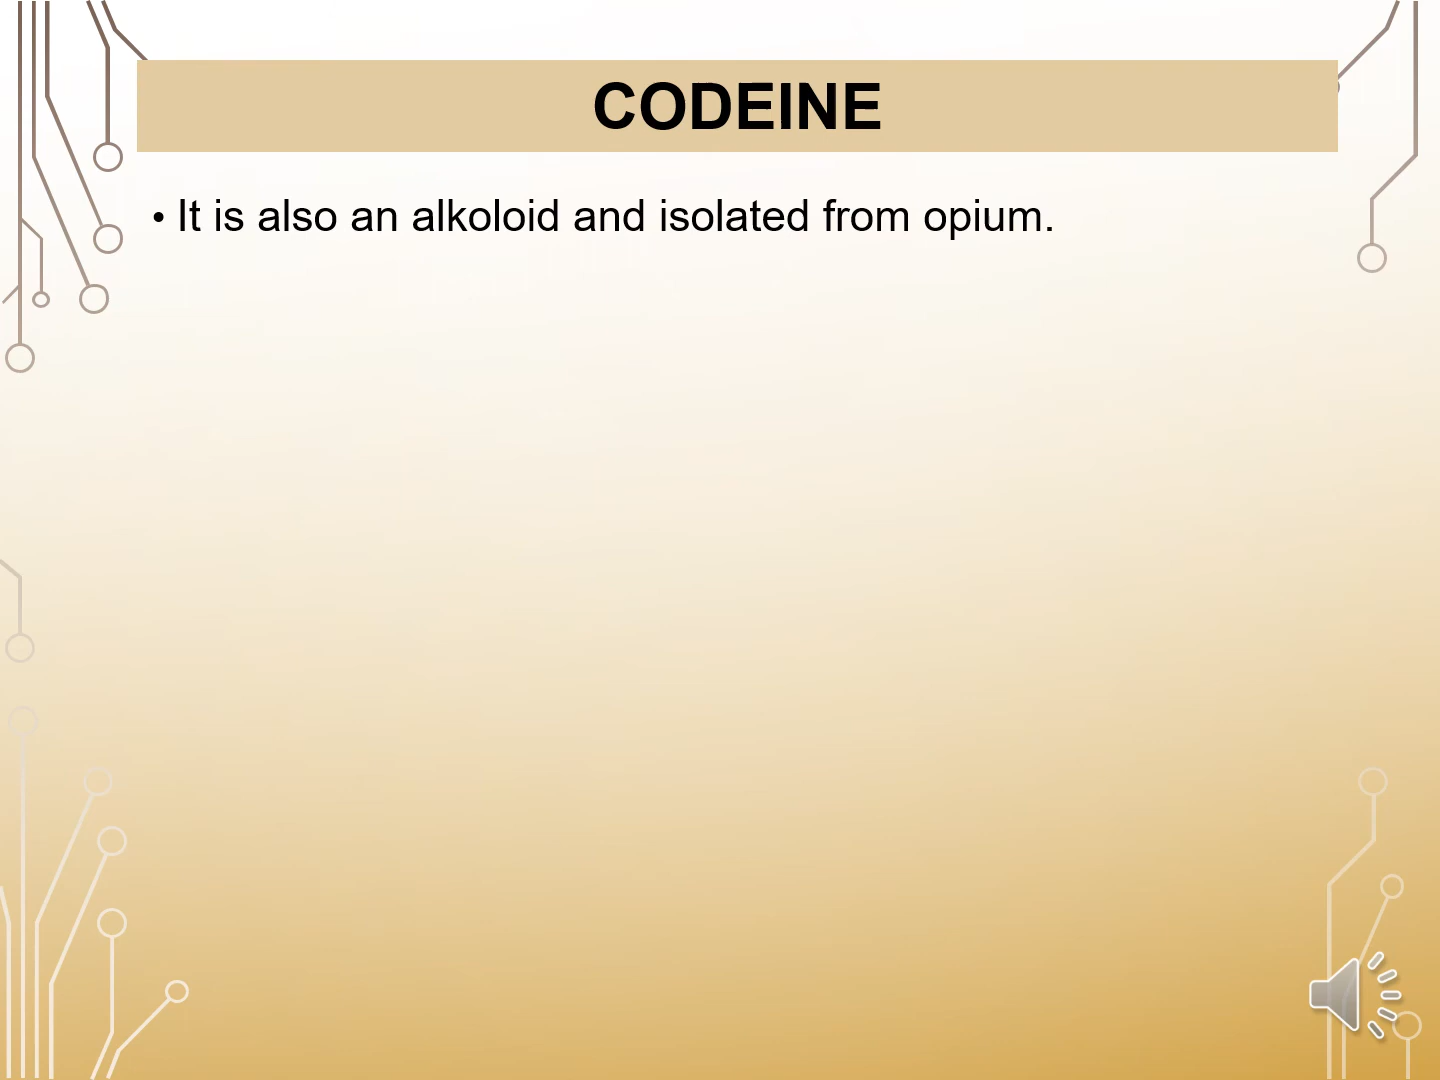 CODEINE
• It is also an alkoloid and isolated from opium.